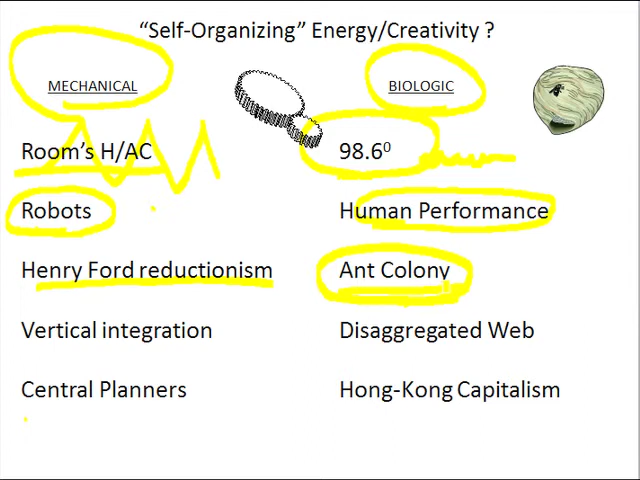 “Self-Organizing” Energy/Creativity ?
MECHANICAL BIOLOGIC
Room’s H/AC 98.6⁰
Robots Human Performance
Henry Ford reductionism Ant Colony
Vertical integration Disaggregated Web
Central Planners Hong-Kong Capitalism